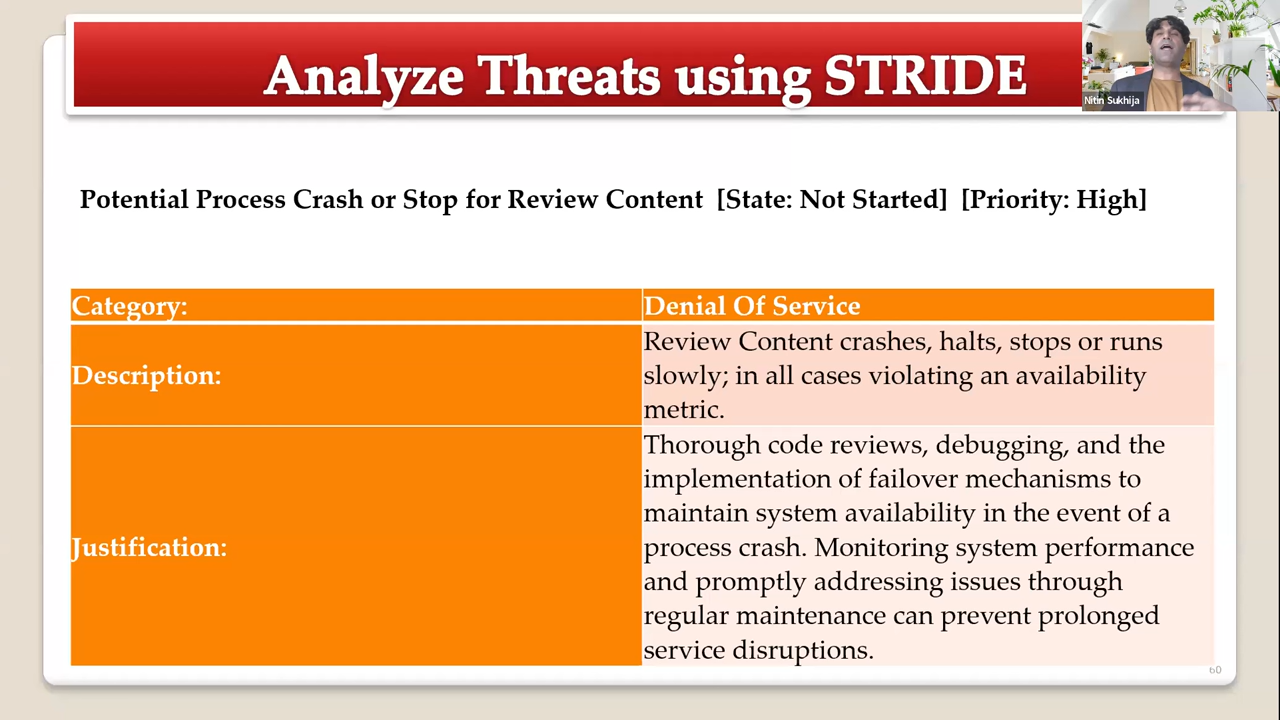 Analyze Threats using STRIDE
Nitin Sukhija
Potential Process Crash or Stop for Review Content [State: Not Started] [Priority: High]
Category:
Denial Of Service
Description:
Review Content crashes, halts, stops or runs
slowly; in all cases violating an availability
metric.
Justification:
Thorough code reviews, debugging, and the
implementation of failover mechanisms to
maintain system availability in the event of a
process crash. Monitoring system performance
and promptly addressing issues through
regular maintenance can prevent prolonged
service disruptions.
60